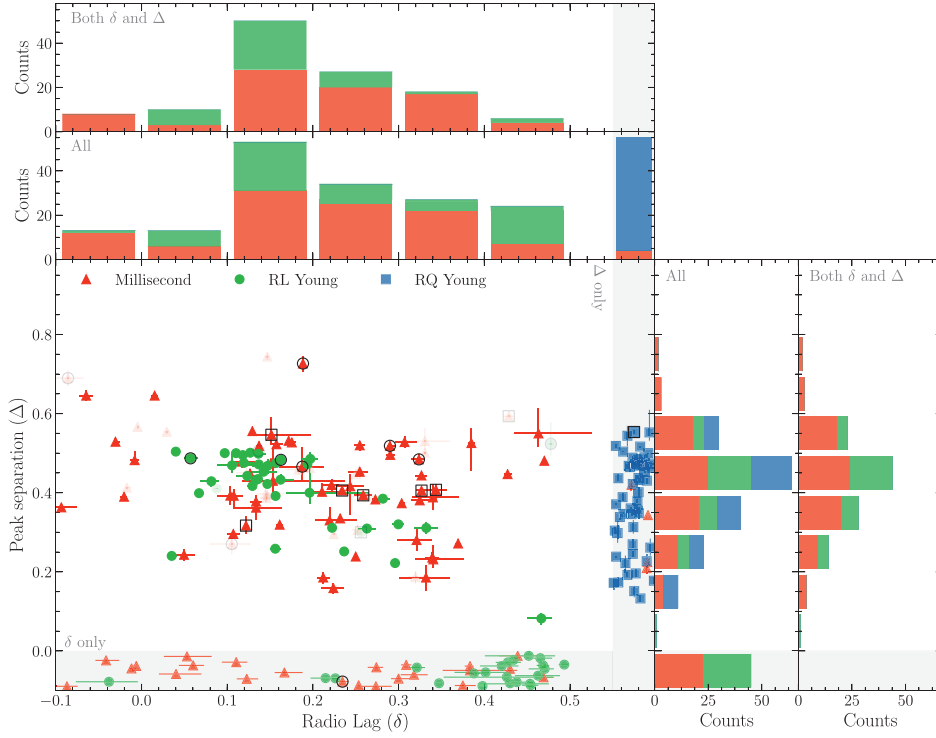 Both δ and Δ
Counts
40
20
0
All
Counts
40
20
0
Millisecond
RL Young
RQ Young
Δ only
All
Both δ and Δ
Peak separation (Δ)
0.8
0.6
0.4
0.2
0.0
δ only
−0.1
0.0
0.1
0.2
0.3
0.4
0.5
Radio Lag (δ)
0
25
50
Counts
0
25
50
Counts